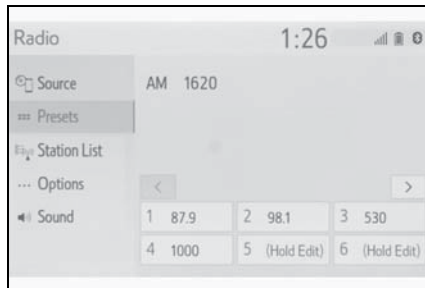 Radio 1:26
Source
AM 1620
Presets
Station List
Options
Sound
1 87.9 2 98.1 3 530
4 1000 5 (Hold Edit) 6 (Hold Edit)